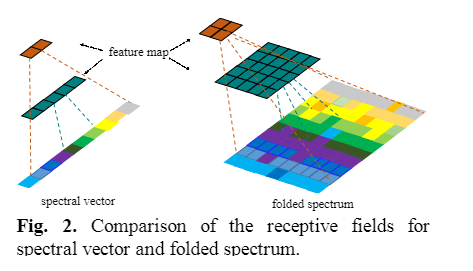 feature map
spectral vector
folded spectrum
Fig. 2. Comparison of the receptive fields for
spectral vector and folded spectrum.